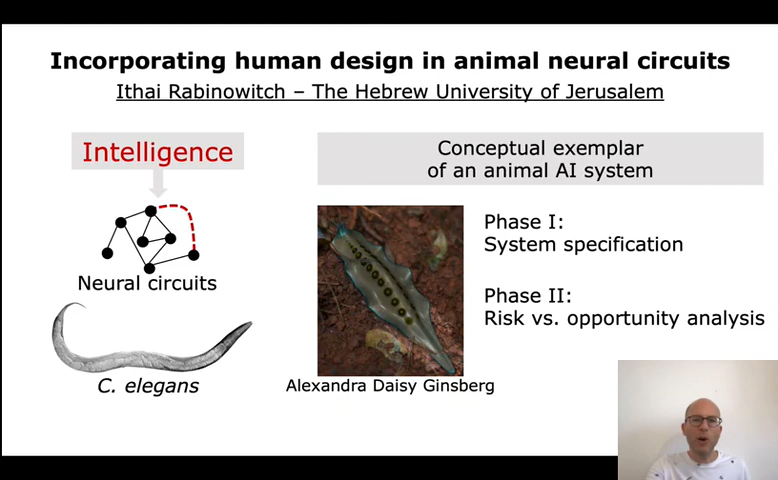 Incorporating human design in animal neural circuits
Ithai Rabinowitch – The Hebrew University of Jerusalem
Intelligence
Neural circuits
C. elegans
Conceptual exemplar
of an animal AI system
Phase I:
System specification
Phase II:
Risk vs. opportunity analysis
Alexandra Daisy Ginsberg